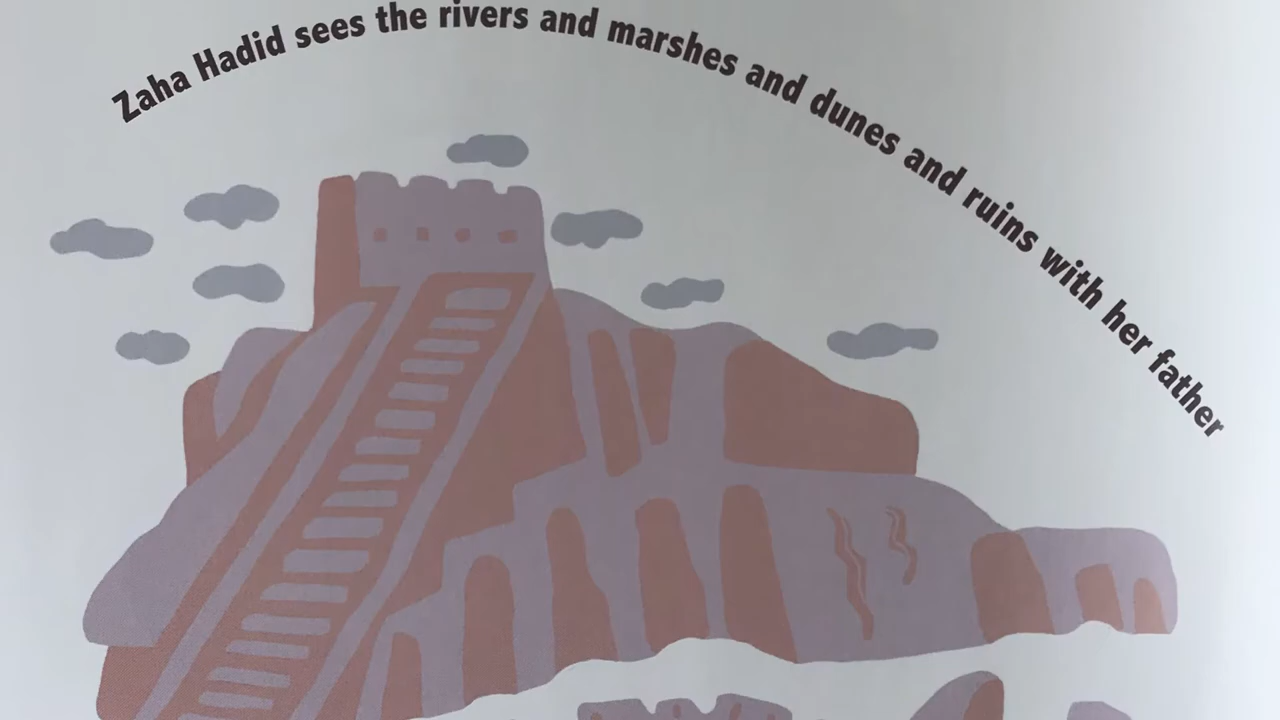 Zaha Hadid sees the rivers and marshes and dunes and ruins with her father